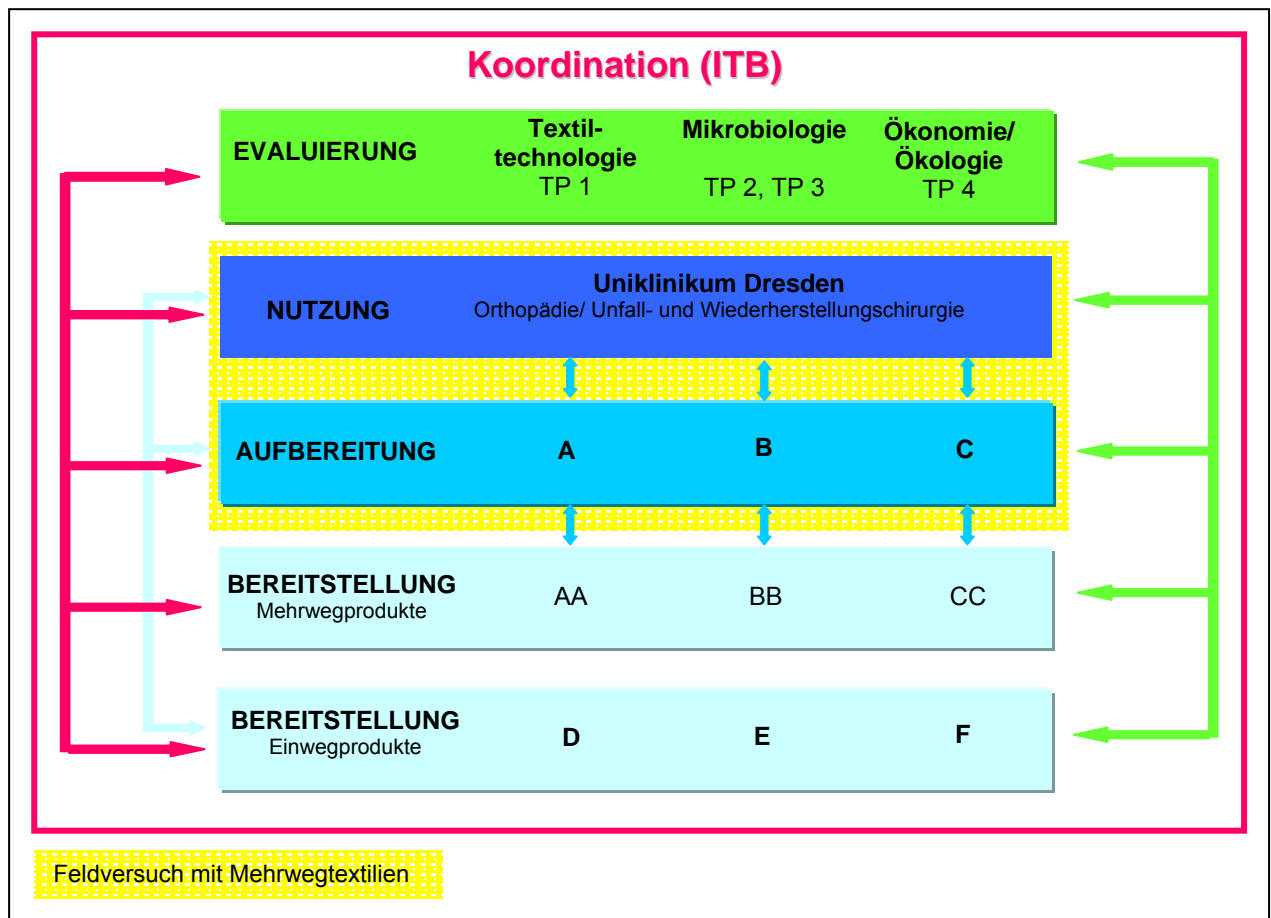 Koordination (ITB)
EVALUIERUNG
Textil-
technologie
TP 1
Mikrobiologie
TP 2, TP 3
Ökonomie/
Ökologie
TP 4
NUTZUNG
Uniklinikum Dresden
Orthopädie/ Unfall- und Wiederherstellungschirurgie
AUFBEREITUNG
A
B
C
BEREITSTELLUNG
Mehrwegprodukte
AA
BB
CC
BEREITSTELLUNG
Einwegprodukte
D
E
F
Feldversuch mit Mehrwegtextilien